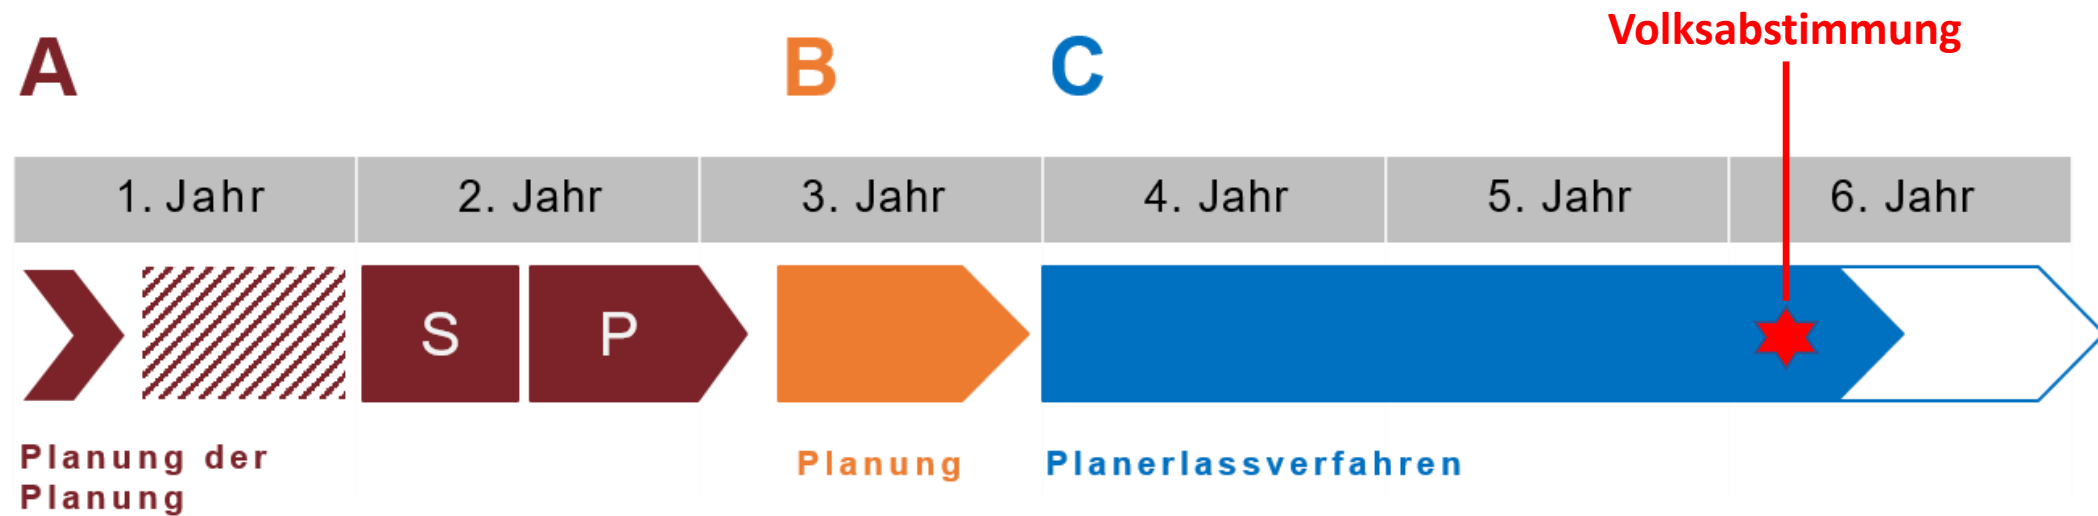 Volksabstimmung
A B C
1. Jahr 2. Jahr 3. Jahr 4. Jahr 5. Jahr 6. Jahr
S P
Planung der
Planung
Planung
Planerlassverfahren